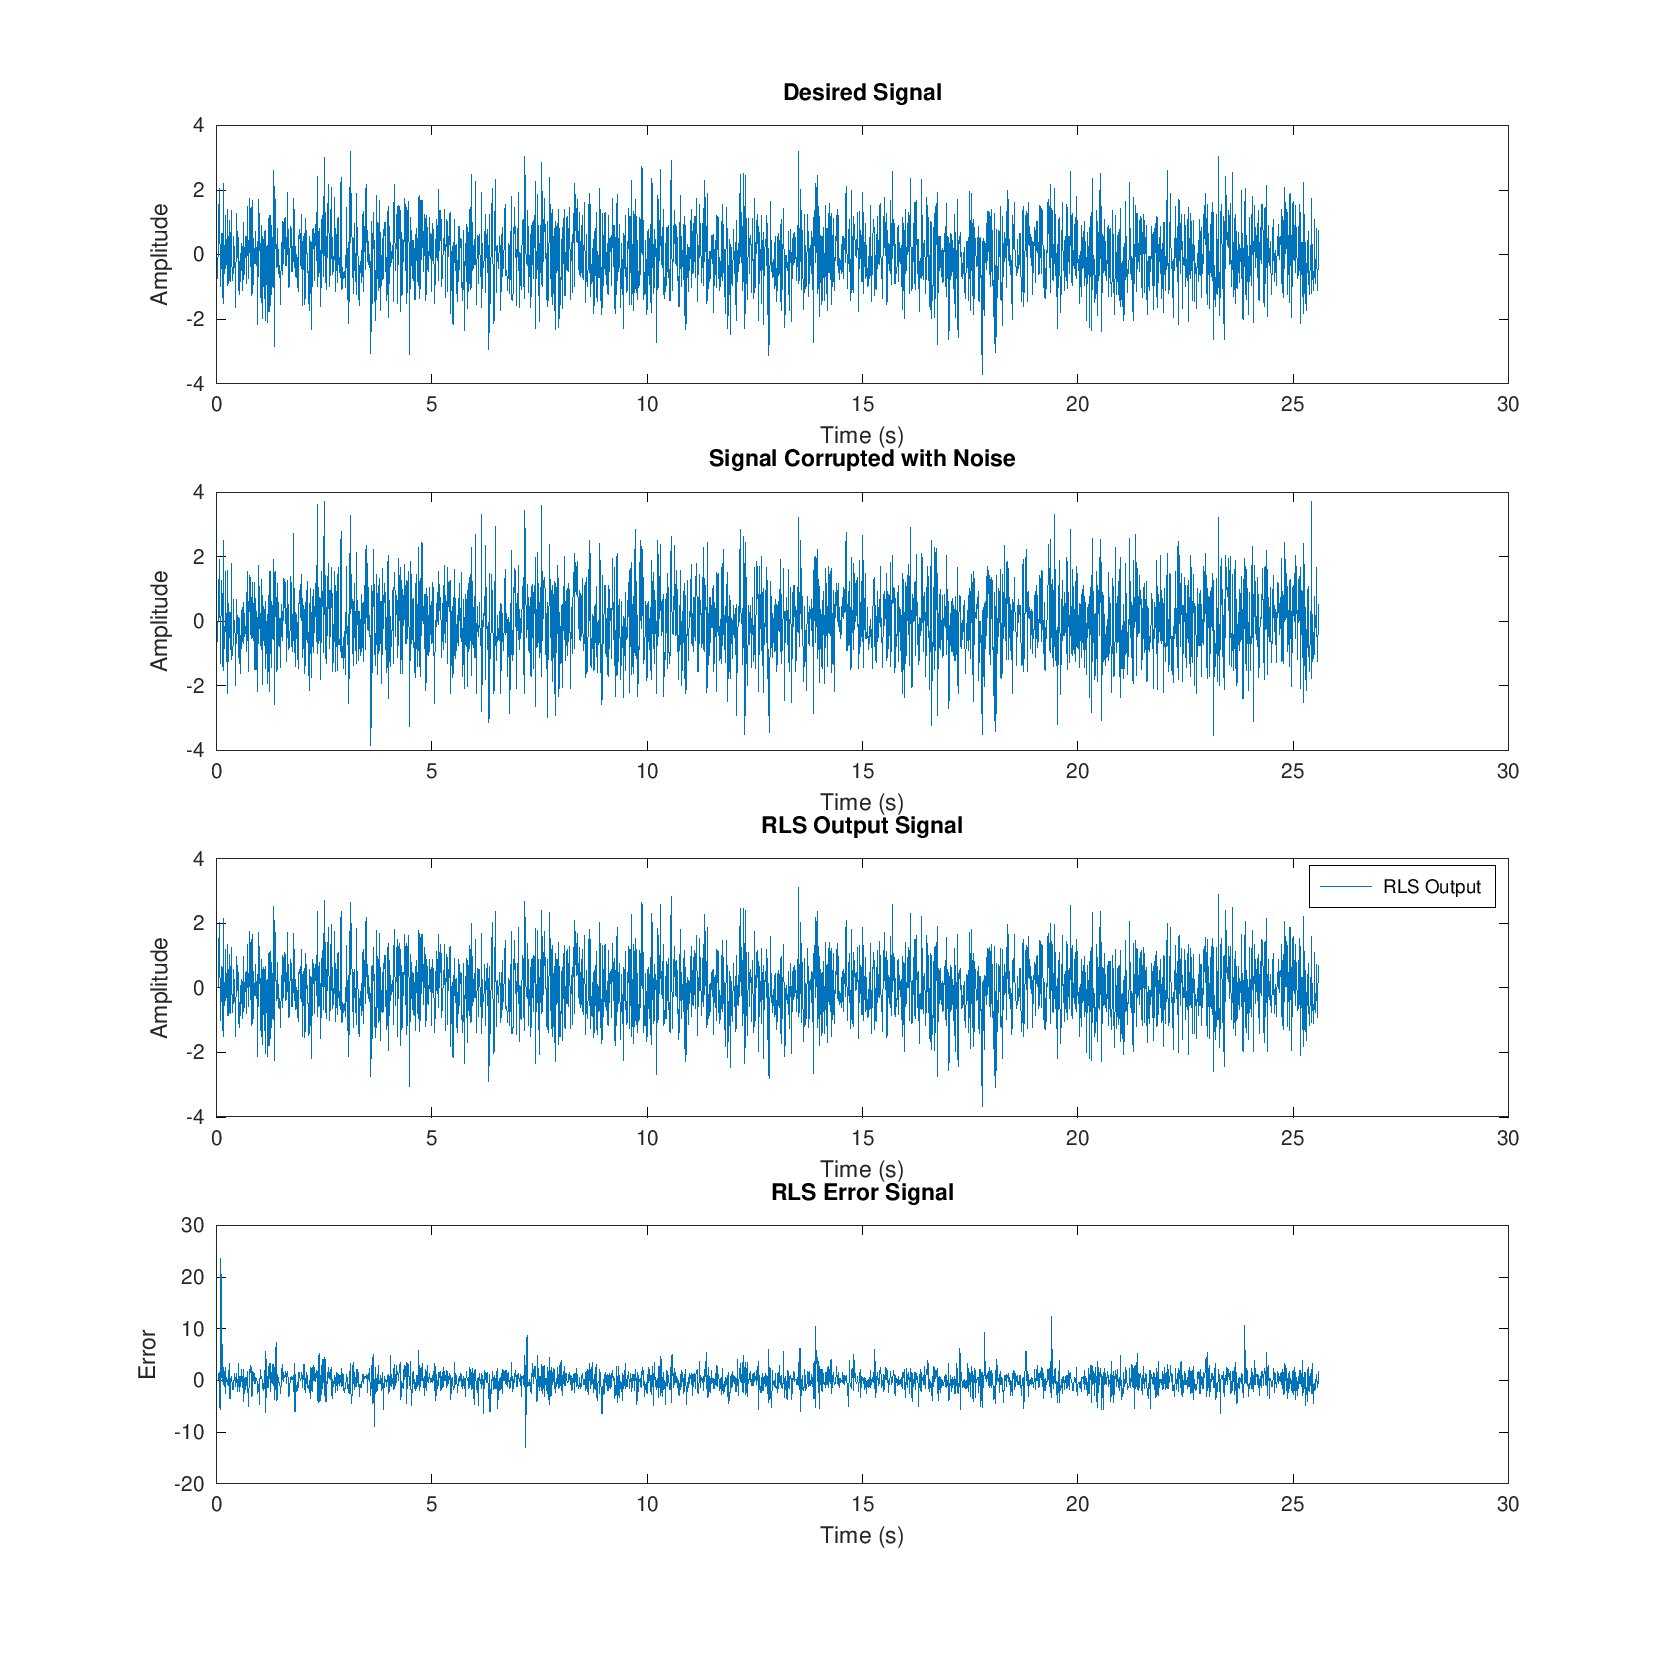 Desired Signal
4
2
0
-2
-4
Amplitude
0 5 10 15 20 25 30
Time (s)
Signal Corrupted with Noise
4
2
0
-2
-4
Amplitude
0 5 10 15 20 25 30
Time (s)
RLS Output Signal
4
2
0
-2
-4
Amplitude
RLS Output
0 5 10 15 20 25 30
Time (s)
RLS Error Signal
30
20
10
0
-10
-20
Error
0 5 10 15 20 25 30
Time (s)